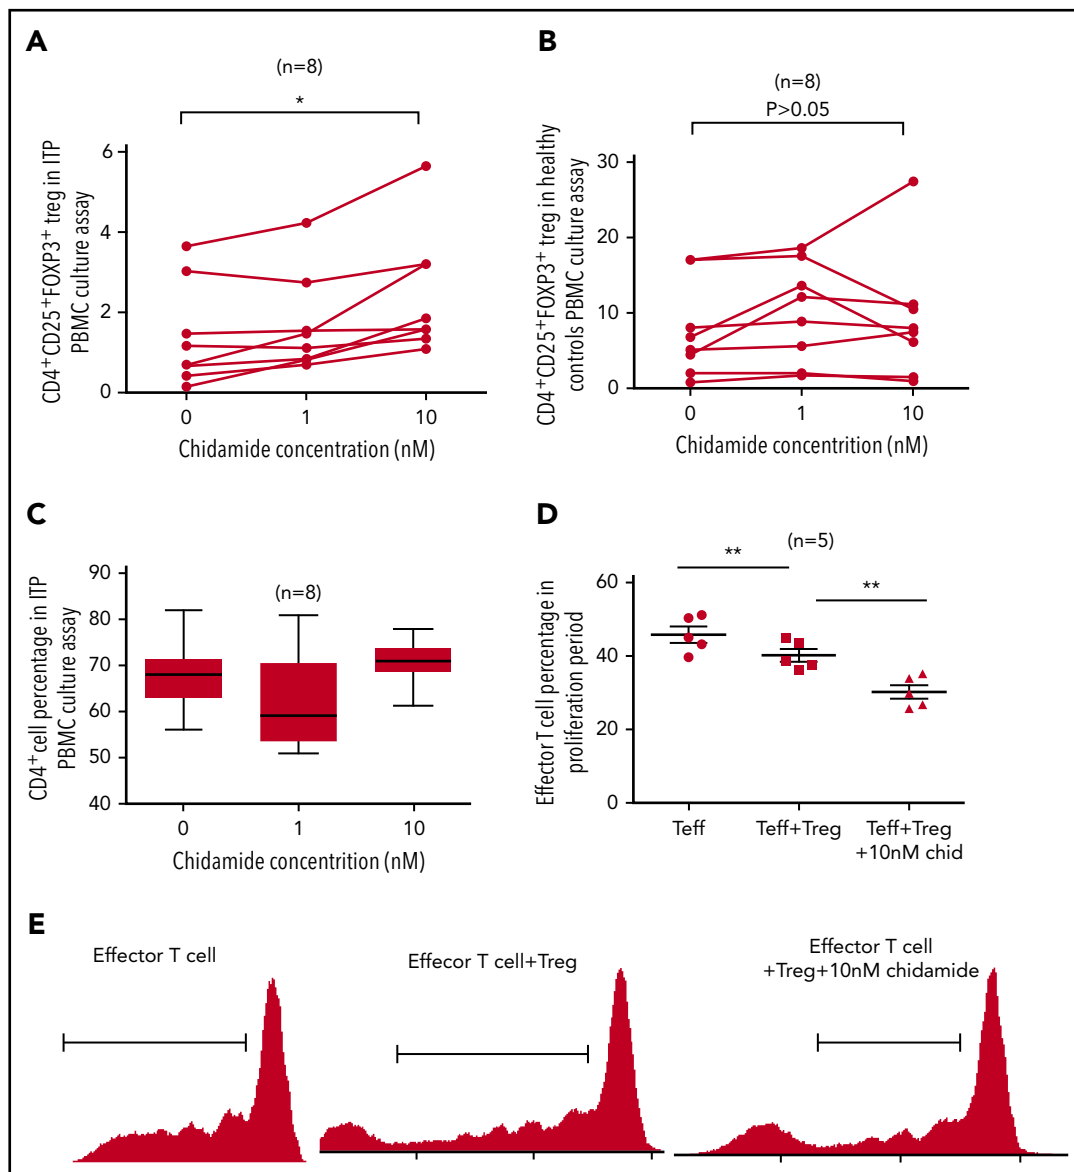 A
(n=8)
*
CD4⁺CD25⁺FOXP3⁺ treg in ITP
PBMC culture assay
6
4
2
0
0 1 10
Chidamide concentration (nM)
B
(n=8)
P>0.05
CD4⁺CD25⁺FOXP3⁺ treg in healthy
controls PBMC culture assay
30
20
10
0
0 1 10
Chidamide concentrition (nM)
C
(n=8)
CD4⁺cell percentage in ITP
PBMC culture assay
90
80
70
60
50
40
0 1 10
Chidamide concentrition (nM)
D
(n=5)
**
**
Effector T cell percentage in
proliferation period
60
40
20
0
Teff
Teff+Treg
Teff+Treg
+10nM chid
E
Effector T cell
Effecor T cell+Treg
Effector T cell
+Treg+10nM chidamide